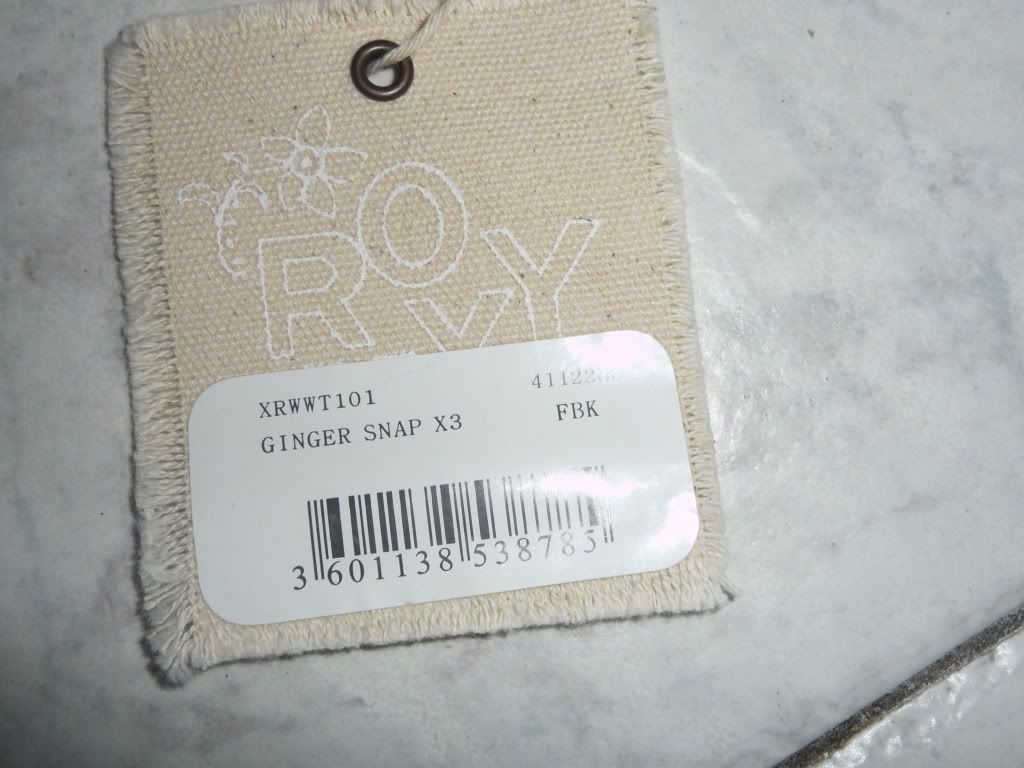 ROXY
XRWWT101
GINGER SNAP X3 FBK
3 601138 538785